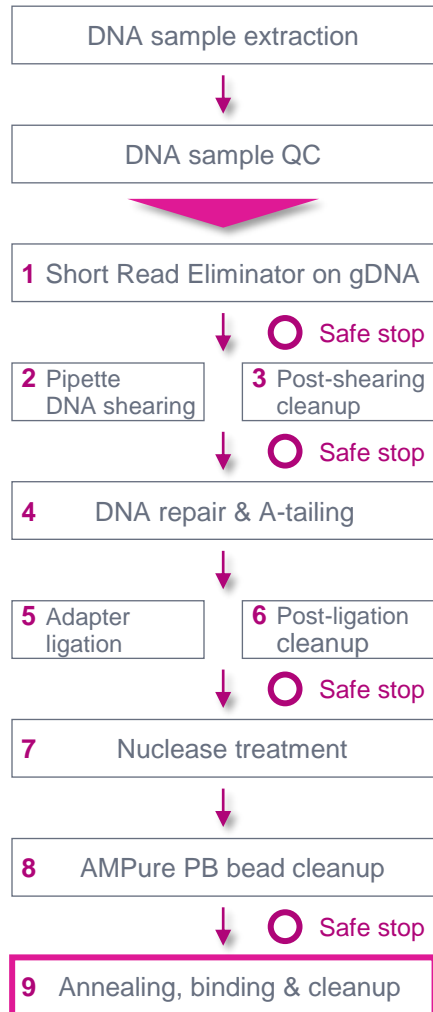 DNA sample extraction
DNA sample QC
1 Short Read Eliminator on gDNA
Safe stop
2 Pipette
DNA shearing
3 Post-shearing
cleanup
Safe stop
4 DNA repair & A-tailing
5 Adapter
ligation
6 Post-ligation
cleanup
Safe stop
7 Nuclease treatment
8 AMPure PB bead cleanup
Safe stop
9 Annealing, binding & cleanup